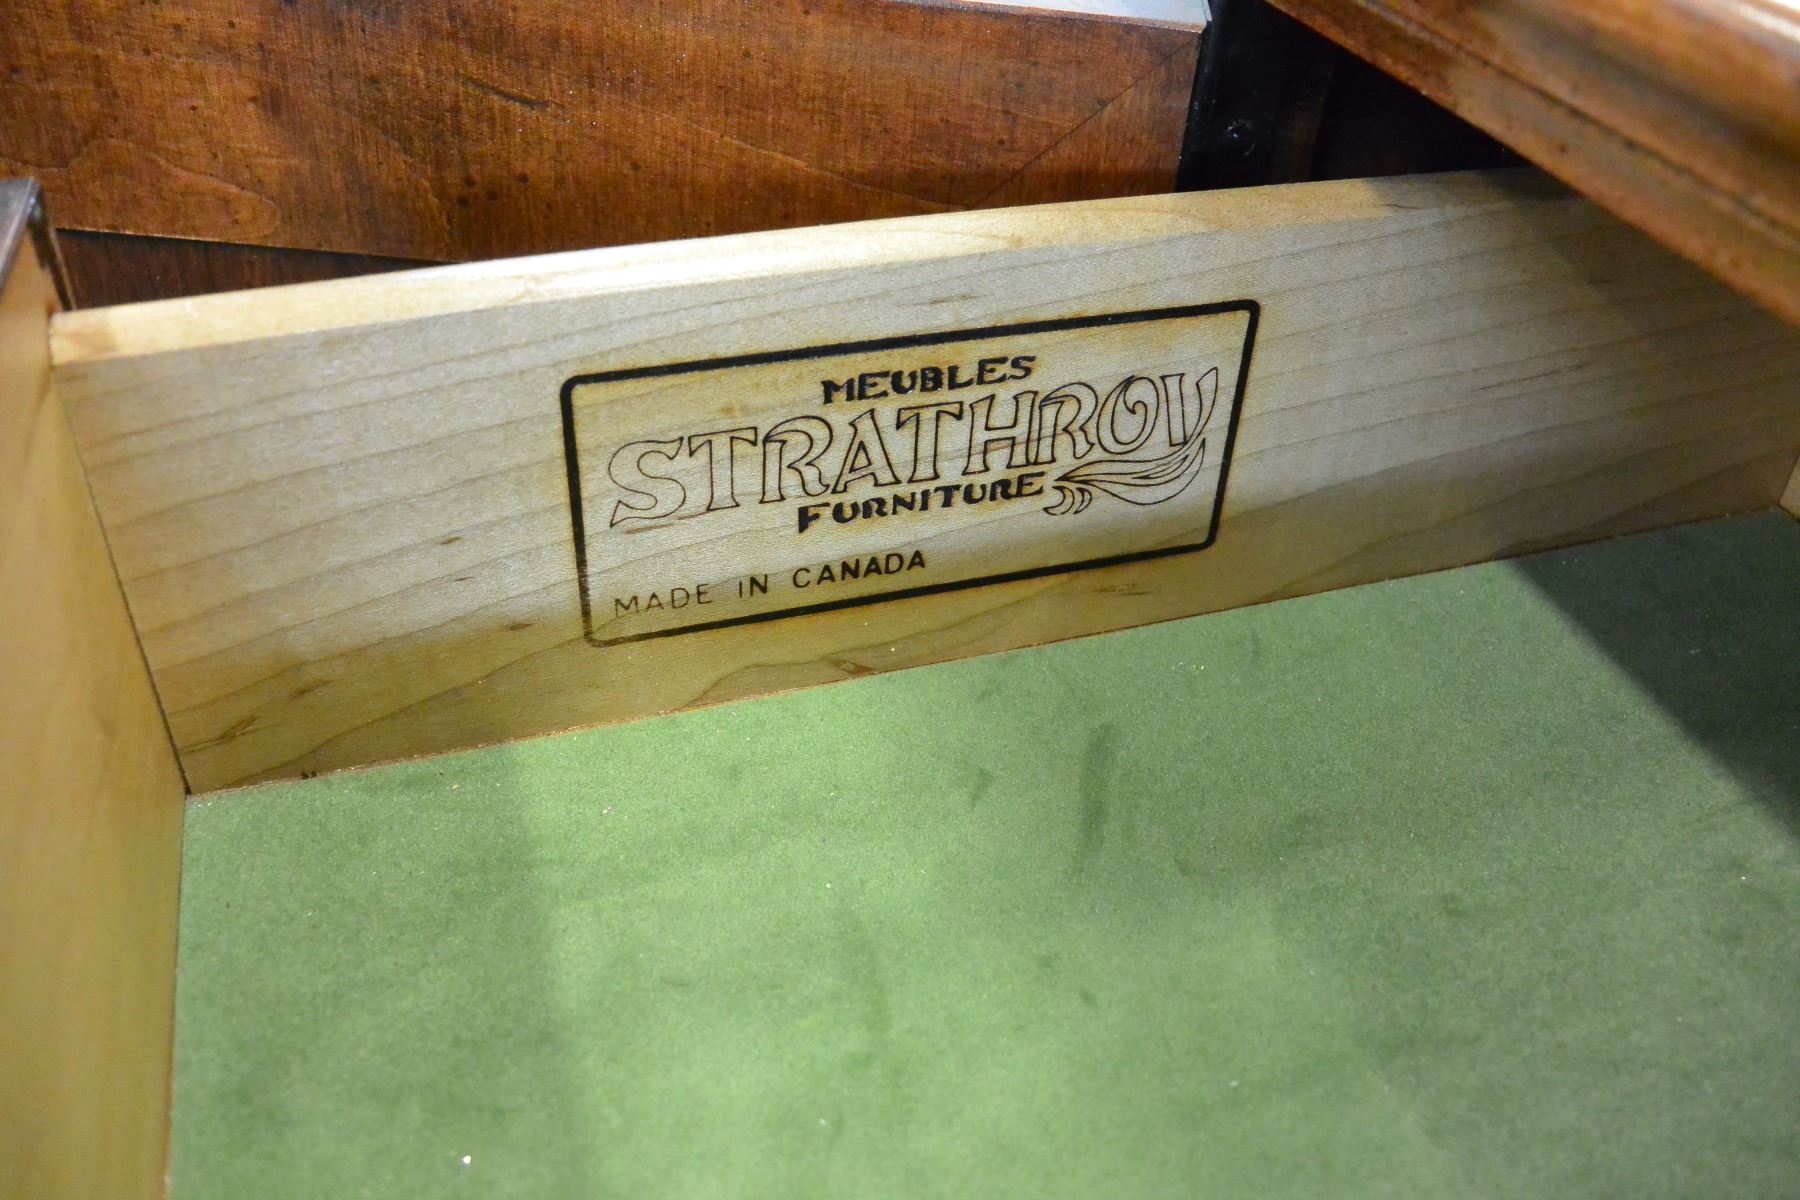 MEUBLES
STRATHROY
FURNITURE
MADE IN CANADA